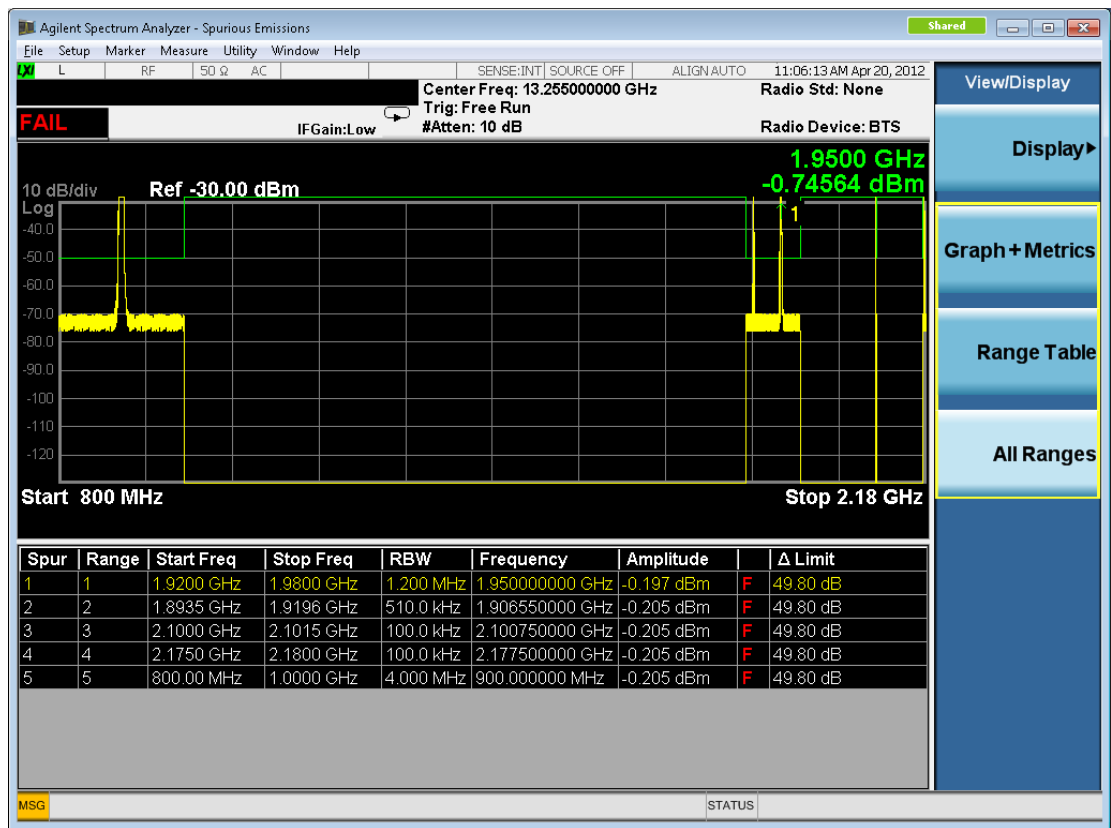 Agilent Spectrum Analyzer - Spurious Emissions
Shared
File Setup Marker Measure Utility Window Help
LXI L RF 50 Ω AC SENSE:INT SOURCE OFF ALIGN AUTO 11:06:13 AM Apr 20, 2012
Center Freq: 13.255000000 GHz Radio Std: None
Trig: Free Run
FAIL IFGain:Low #Atten: 10 dB Radio Device: BTS
1.9500 GHz
-0.74564 dBm
10 dB/div Ref -30.00 dBm
Log
1
-40.0
-50.0
-60.0
-70.0
-80.0
-90.0
-100
-110
-120
Start 800 MHz Stop 2.18 GHz
Spur Range Start Freq Stop Freq RBW Frequency Amplitude Δ Limit
1 1 1.9200 GHz 1.9800 GHz 1.200 MHz 1.950000000 GHz -0.197 dBm F 49.80 dB
2 2 1.8935 GHz 1.9196 GHz 510.0 kHz 1.906550000 GHz -0.205 dBm F 49.80 dB
3 3 2.1000 GHz 2.1015 GHz 100.0 kHz 2.100750000 GHz -0.205 dBm F 49.80 dB
4 4 2.1750 GHz 2.1800 GHz 100.0 kHz 2.177500000 GHz -0.205 dBm F 49.80 dB
5 5 800.00 MHz 1.0000 GHz 4.000 MHz 900.000000 MHz -0.205 dBm F 49.80 dB
MSG STATUS
View/Display
Display
Graph + Metrics
Range Table
All Ranges